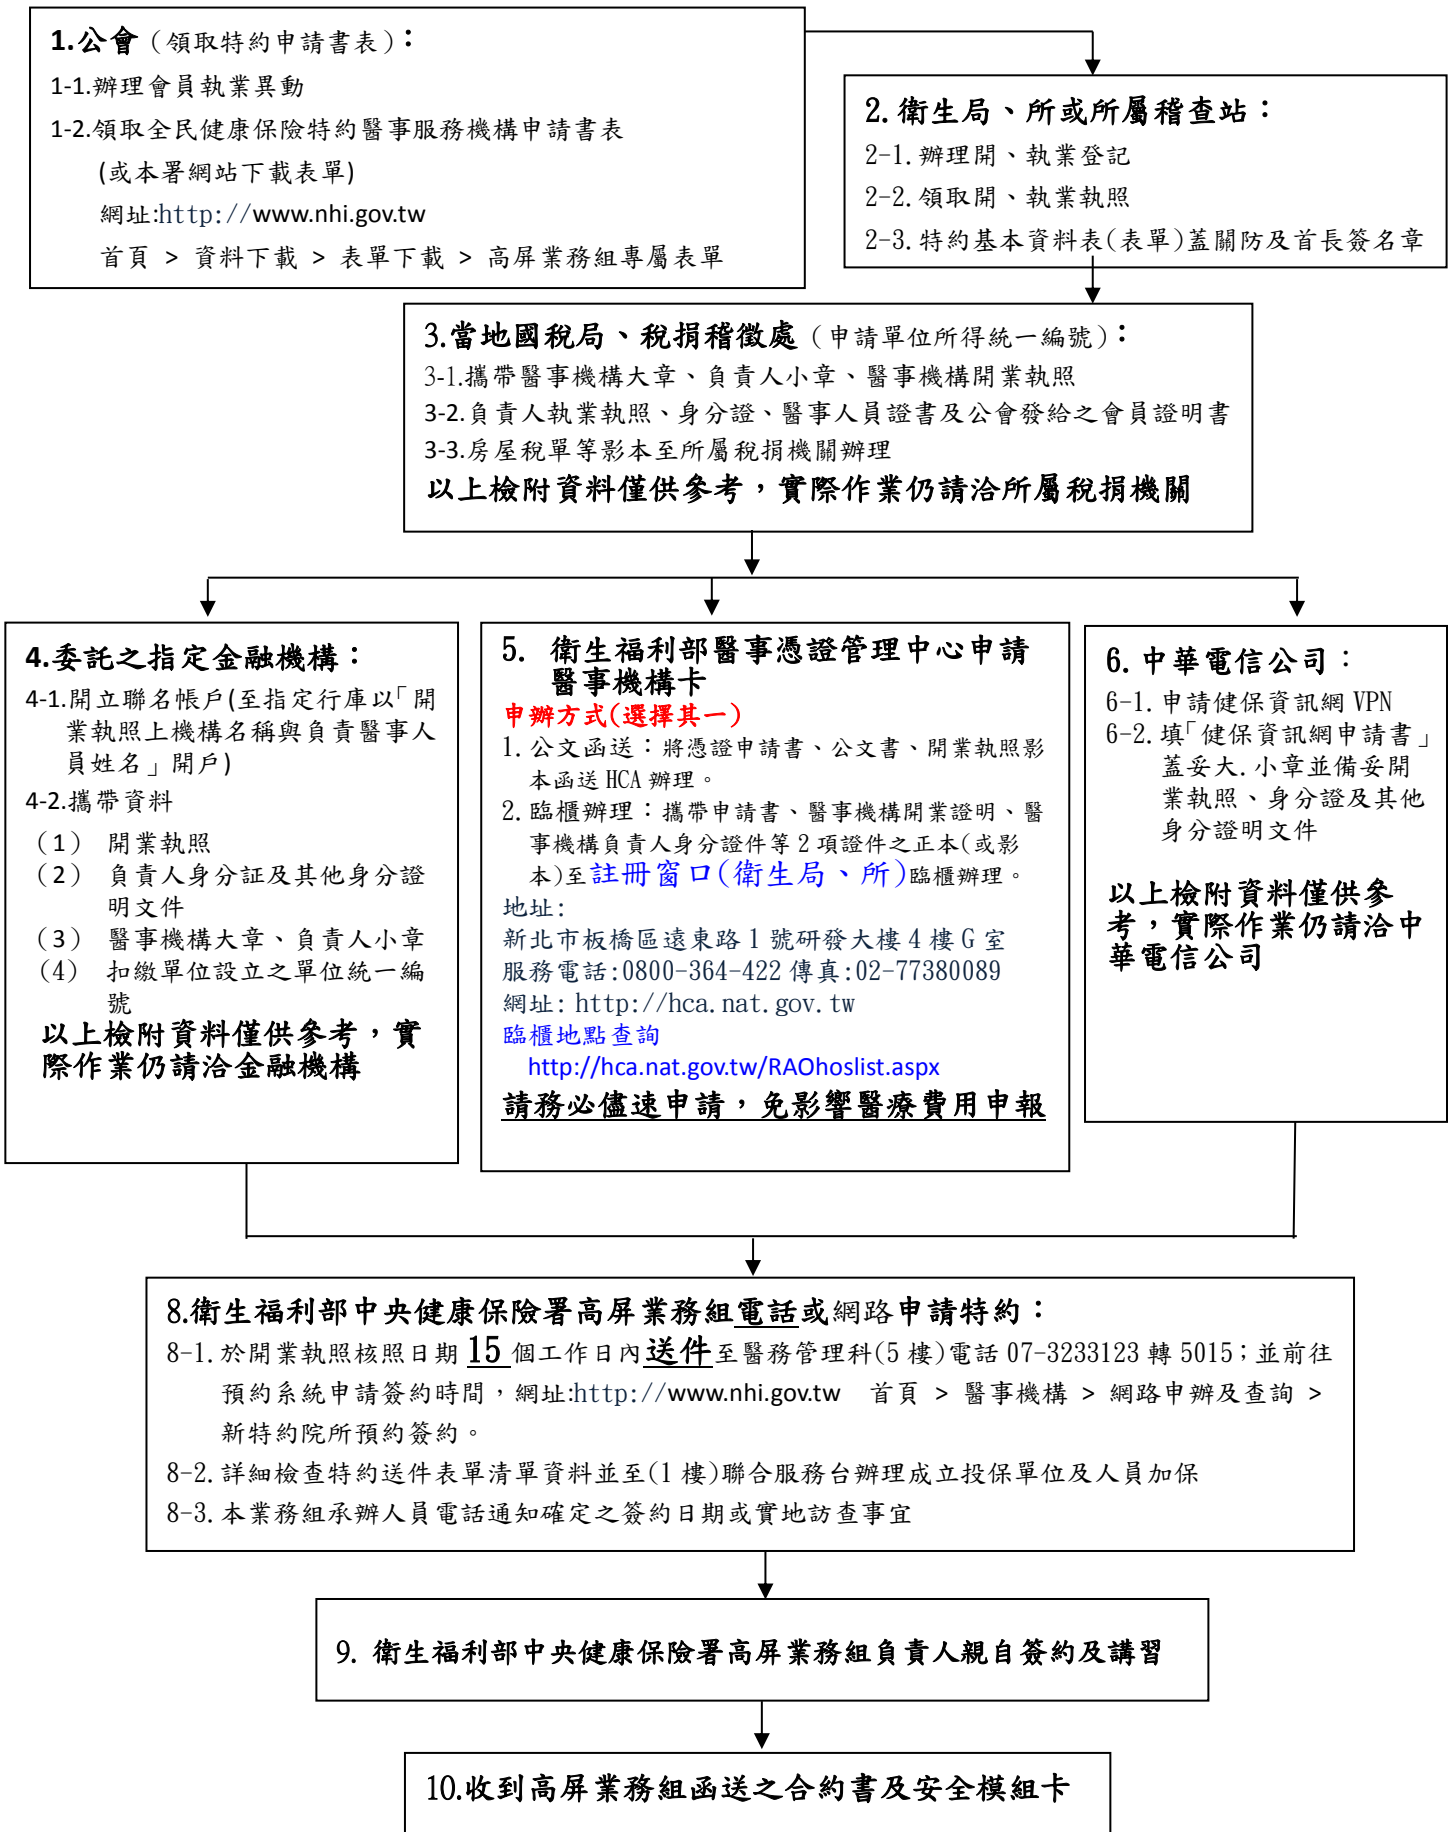 1.公會（領取特約申請書表）：
1-1.辦理會員執業異動
1-2.領取全民健康保險特約醫事服務機構申請書表
(或本署網站下載表單)
網址:http://www.nhi.gov.tw
首頁 > 資料下載 > 表單下載 > 高屏業務組專屬表單
2.衛生局、所或所屬稽查站：
2-1.辦理開、執業登記
2-2.領取開、執業執照
2-3.特約基本資料表(表單)蓋關防及首長簽名章
3.當地國稅局、稅捐稽徵處（申請單位所得統一編號）：
3-1.攜帶醫事機構大章、負責人小章、醫事機構開業執照
3-2.負責人執業執照、身分證、醫事人員證書及公會發給之會員證明書
3-3.房屋稅單等影本至所屬稅捐機關辦理
以上檢附資料僅供參考，實際作業仍請洽所屬稅捐機關
4.委託之指定金融機構：
4-1.開立聯名帳戶(至指定行庫以「開
業執照上機構名稱與負責醫事人
員姓名」開戶)
4-2.攜帶資料
（1） 開業執照
（2） 負責人身分証及其他身分證
明文件
（3） 醫事機構大章、負責人小章
(4) 扣繳單位設立之單位統一編
號
以上檢附資料僅供參考，實
際作業仍請洽金融機構
5. 衛生福利部醫事憑證管理中心申請
醫事機構卡
申辦方式(選擇其一)
1.公文函送：將憑證申請書、公文書、開業執照影
本函送 HCA 辦理。
2.臨櫃辦理：攜帶申請書、醫事機構開業證明、醫
事機構負責人身分證件等 2 項證件之正本(或影
本)至註冊窗口(衛生局、所)臨櫃辦理。
地址:
新北市板橋區遠東路 1 號研發大樓 4 樓 G 室
服務電話:0800-364-422 傳真:02-77380089
網址: http://hca.nat.gov.tw
臨櫃地點查詢
http://hca.nat.gov.tw/RAOhoslist.aspx
請務必儘速申請，免影響醫療費用申報
6.中華電信公司：
6-1.申請健保資訊網 VPN
6-2.填「健保資訊網申請書」
蓋妥大.小章並備妥開
業執照、身分證及其他
身分證明文件
以上檢附資料僅供參
考，實際作業仍請洽中
華電信公司
8.衛生福利部中央健康保險署高屏業務組電話或網路申請特約：
8-1.於開業執照核照日期 15 個工作日內送件至醫務管理科(5 樓)電話 07-3233123 轉 5015；並前往
預約系統申請簽約時間，網址:http://www.nhi.gov.tw 首頁 > 醫事機構 > 網路申辦及查詢 >
新特約院所預約簽約。
8-2.詳細檢查特約送件表單清單資料並至(1 樓)聯合服務台辦理成立投保單位及人員加保
8-3.本業務組承辦人員電話通知確定之簽約日期或實地訪查事宜
9. 衛生福利部中央健康保險署高屏業務組負責人親自簽約及講習
10.收到高屏業務組函送之合約書及安全模組卡